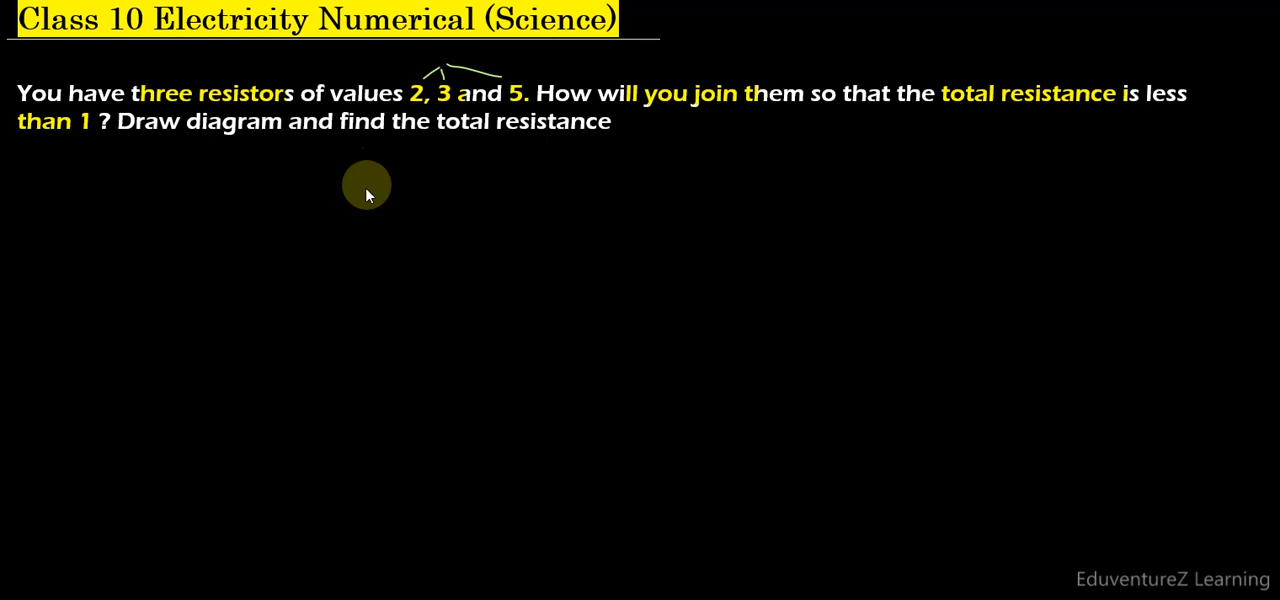 Class 10 Electricity Numerical (Science)
You have three resistors of values 2, 3 and 5. How will you join them so that the total resistance is less
than 1 ? Draw diagram and find the total resistance
EduventureZ Learning